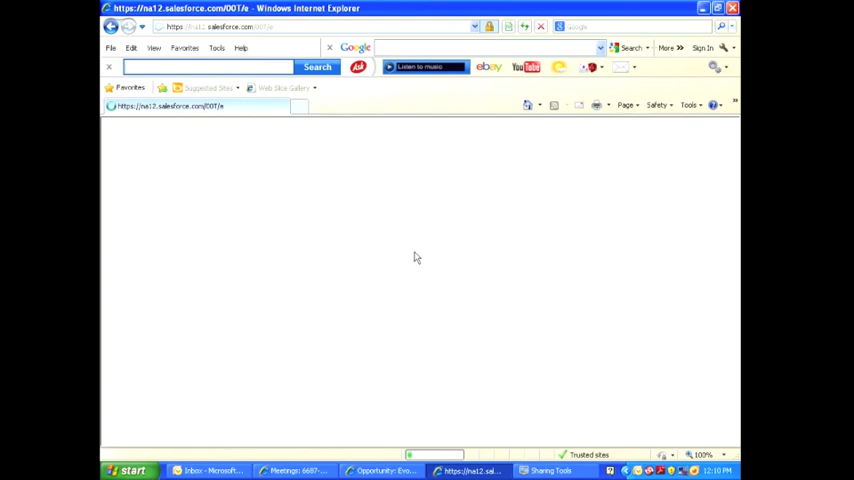 https://na12.salesforce.com/00T/e - Windows Internet Explorer
https://na12.salesforce.com/00T/e
Google
File Edit View Favorites Tools Help
Google Search More » Sign In
Search Ask Listen to music ebay YouTube
Favorites Suggested Sites Web Slice Gallery
https://na12.salesforce.com/00T/e
Page Safety Tools
Trusted sites 100%
start Inbox - Microsoft... Meetings: 6687-... Opportunity: Evo... https://na12.sal... Sharing Tools 12:10 PM